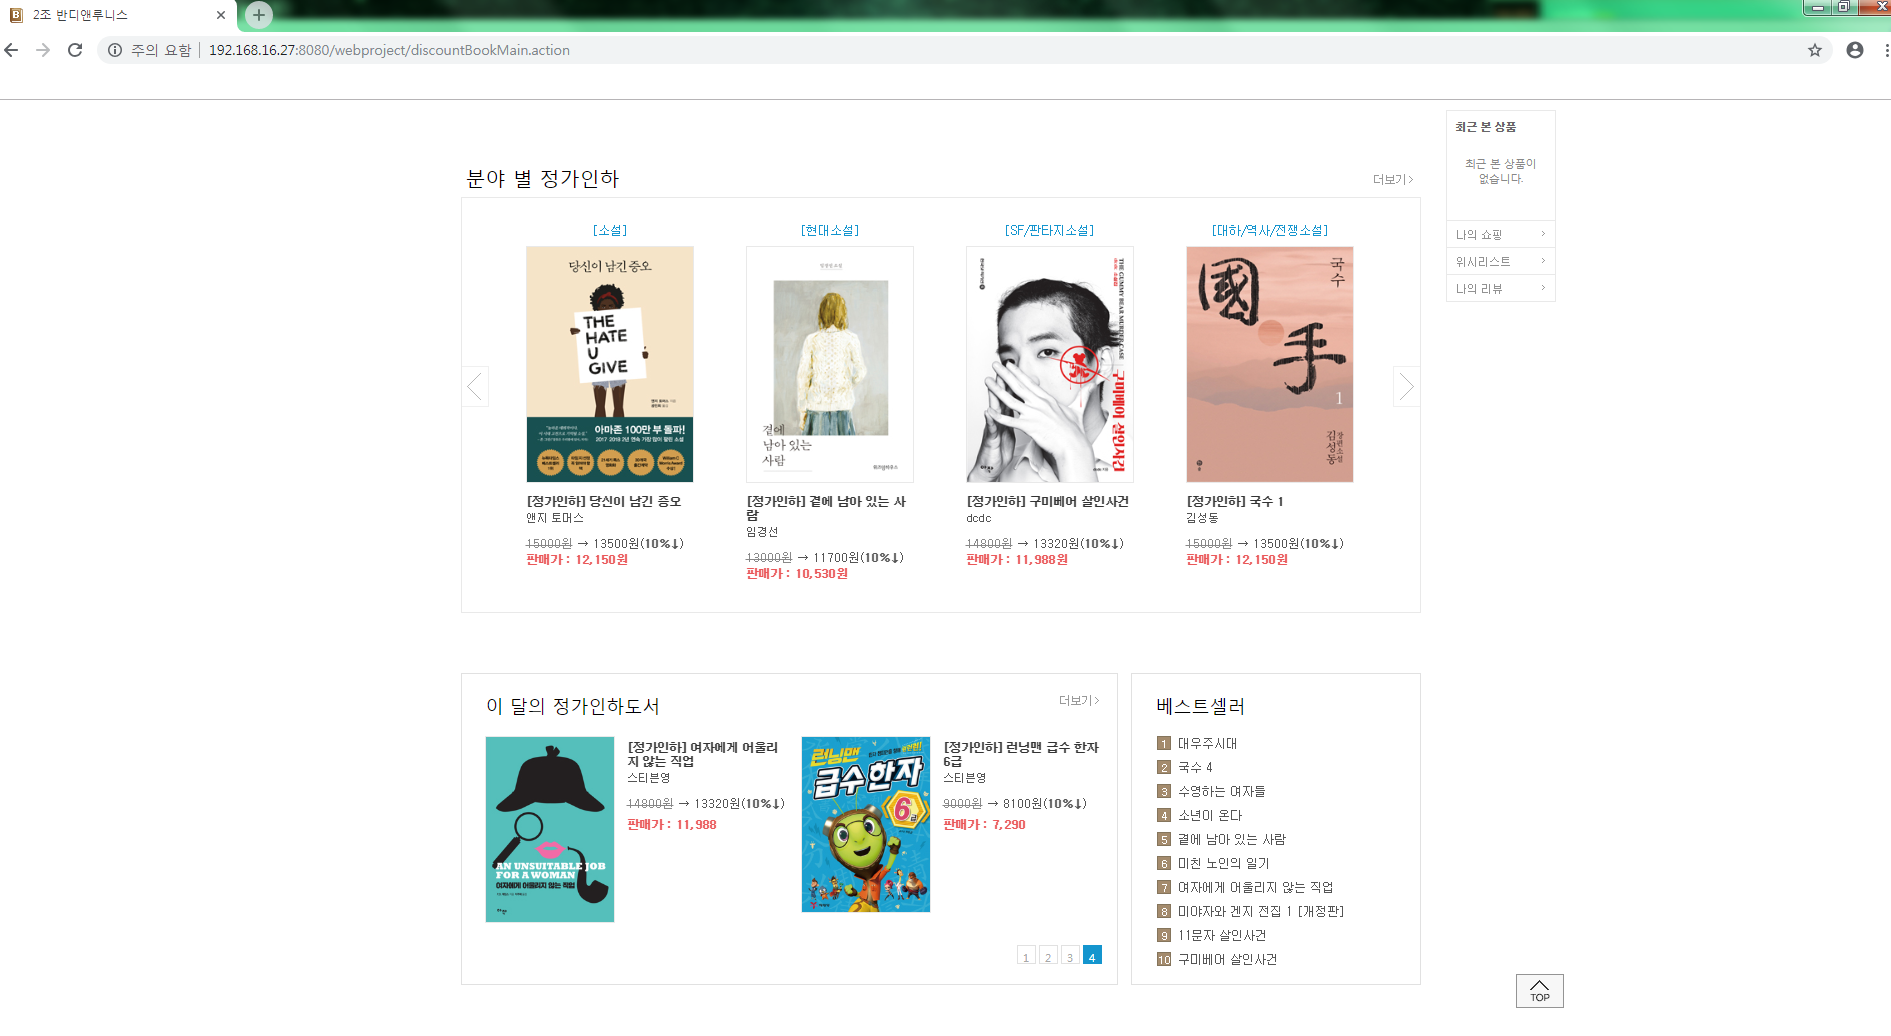 2조 반디앤루니스
주의 요함 192.168.16.27:8080/webproject/discountBookMain.action
최근 본 상품
최근 본 상품이
없습니다.
나의 쇼핑
위시리스트
나의 리뷰
분야 별 정가인하
더보기
[소설]
[현대소설]
[SF/판타지소설]
[대하/역사/전쟁소설]
당신이 남긴 증오
THE
HATE
U
GIVE
아마존 100만 부 돌파!
곁에
남아 있는
사람
THE GUMMY BEAR MURDER CASE
구미베어 살인사건
국수
國手
1
장편소설
김성동
[정가인하] 당신이 남긴 증오
앤지 토머스
15000원 → 13500원(10%↓)
판매가 : 12,150원
[정가인하] 곁에 남아 있는 사
람
임경선
13000원 → 11700원(10%↓)
판매가 : 10,530원
[정가인하] 구미베어 살인사건
dcdc
14800원 → 13320원(10%↓)
판매가 : 11,988원
[정가인하] 국수 1
김성동
15000원 → 13500원(10%↓)
판매가 : 12,150원
이 달의 정가인하도서
더보기
AN UNSUITABLE JOB
FOR A WOMAN
여자에게 어울리지 않는 직업
[정가인하] 여자에게 어울리
지 않는 직업
스티븐영
14800원 → 13320원(10%↓)
판매가 : 11,988
런닝맨
급수 한자
6급
[정가인하] 런닝맨 급수 한자
6급
스티븐영
9000원 → 8100원(10%↓)
판매가 : 7,290
1 2 3 4
베스트셀러
1 대우주시대
2 국수 4
3 수영하는 여자들
4 소년이 온다
5 곁에 남아 있는 사람
6 미친 노인의 일기
7 여자에게 어울리지 않는 직업
8 미야자와 겐지 전집 1 [개정판]
9 11문자 살인사건
10 구미베어 살인사건
TOP